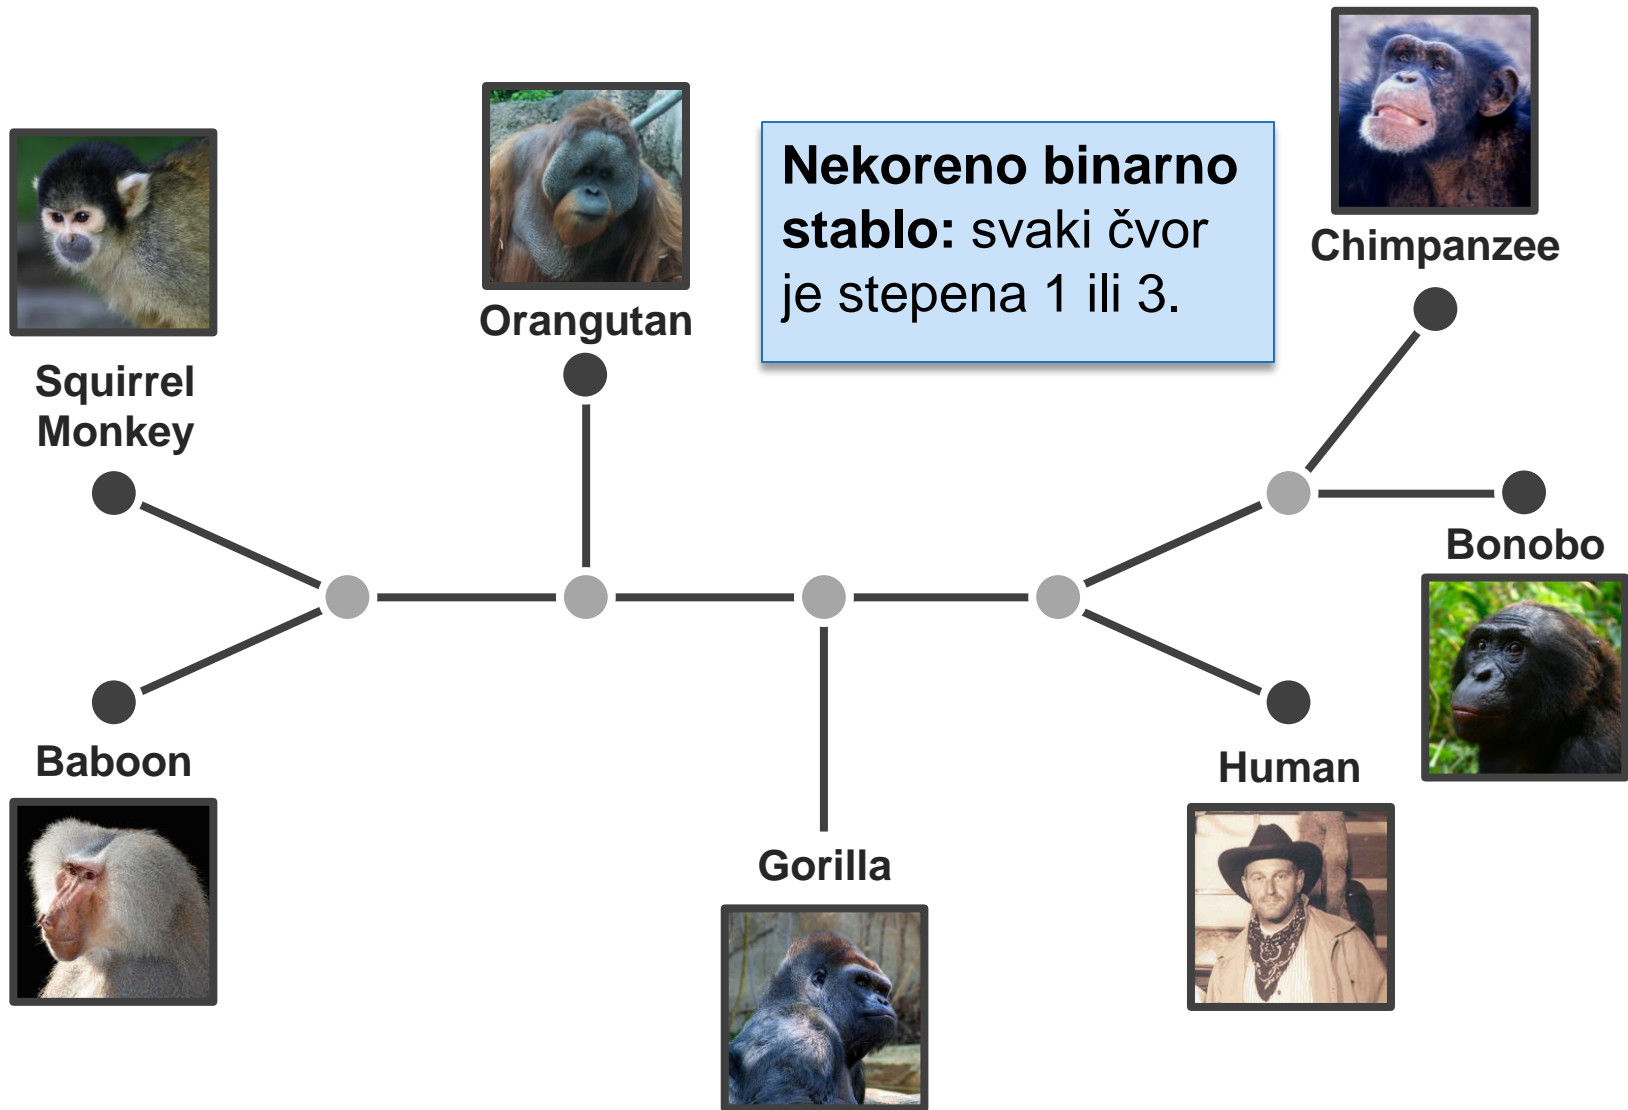 Nekoreno binarno
stablo: svaki čvor
je stepena 1 ili 3.
Chimpanzee
Orangutan
Squirrel
Monkey
Bonobo
Baboon
Human
Gorilla